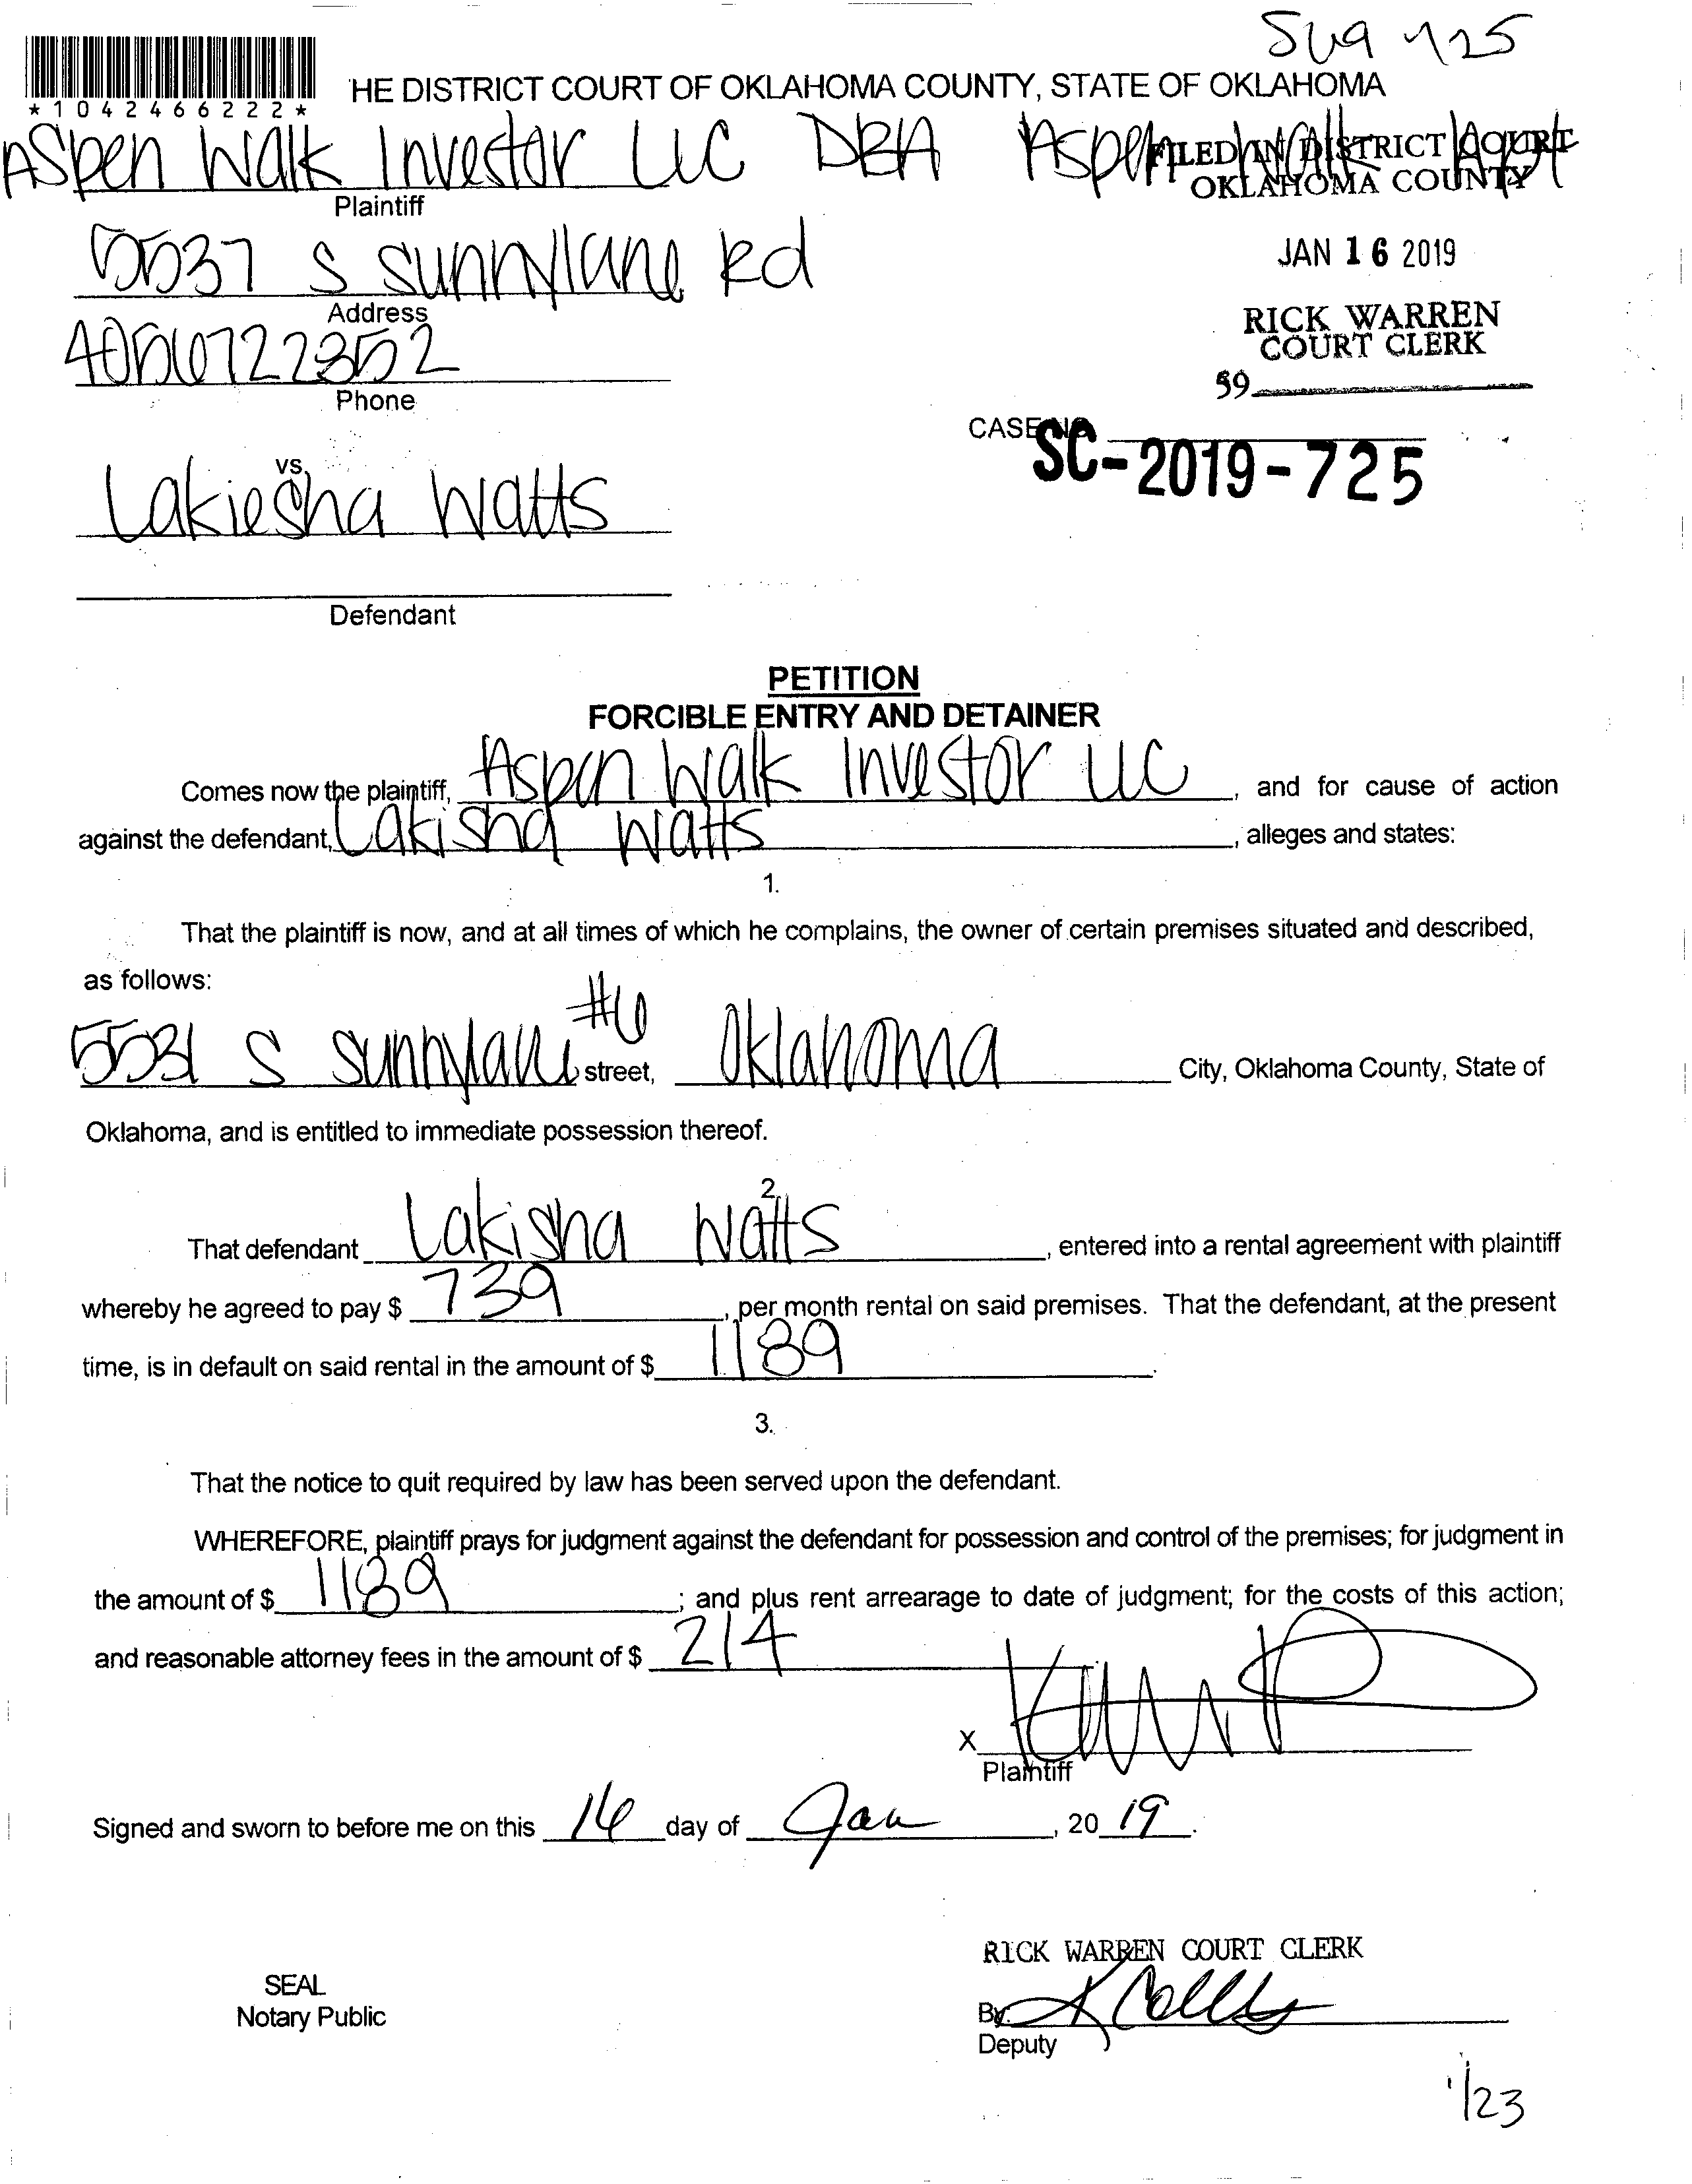 725
HE DISTRICT COURT OF OKLAHOMA COUNTY, STATE OF OKLAHOMA
*1042466222*
Aspen Walk Investor LLC DBA Aspen Walk Apt
FILED IN DISTRICT COURT
OKLAHOMA COUNTY
Plaintiff
5537 S Sunnylane Rd
JAN 16 2019
Address
RICK WARREN
COURT CLERK
4056722352
59
Phone
CASE NO.
SC-2019-725
vs.
Lakiesha Watts
Defendant
PETITION
FORCIBLE ENTRY AND DETAINER
Comes now the plaintiff, Aspen Walk Investor LLC, and for cause of action
against the defendant, Lakisha Watts, alleges and states:
1.
That the plaintiff is now, and at all times of which he complains, the owner of certain premises situated and described,
as follows:
5531 S Sunnylane #6 street, Oklahoma City, Oklahoma County, State of
Oklahoma, and is entitled to immediate possession thereof.
2.
That defendant Lakisha Watts, entered into a rental agreement with plaintiff
whereby he agreed to pay $ 739, per month rental on said premises. That the defendant, at the present
time, is in default on said rental in the amount of $ 1189.
3.
That the notice to quit required by law has been served upon the defendant.
WHEREFORE, plaintiff prays for judgment against the defendant for possession and control of the premises; for judgment in
the amount of $ 1189; and plus rent arrearage to date of judgment; for the costs of this action;
and reasonable attorney fees in the amount of $ 214
X
Plaintiff
Signed and sworn to before me on this 16 day of Jan, 20 19.
RICK WARREN COURT CLERK
SEAL
Notary Public
By:
Deputy
1/23